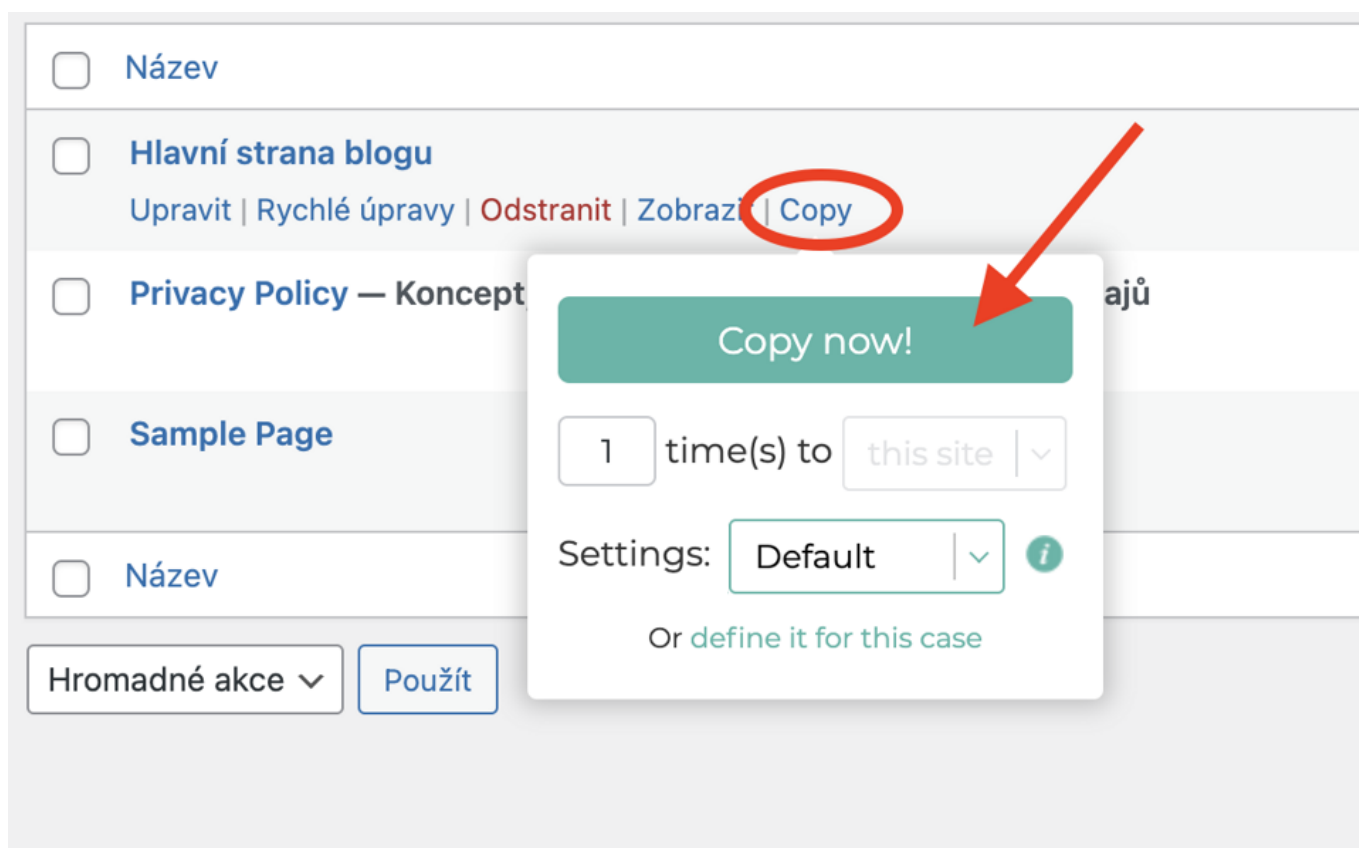 Název
Hlavní strana blogu
Upravit | Rychlé úpravy | Odstranit | Zobrazit | Copy
Privacy Policy — Koncept,
Copy now!
1 time(s) to this site
Settings: Default i
Or define it for this case
Sample Page
Název
Hromadné akce
Použít